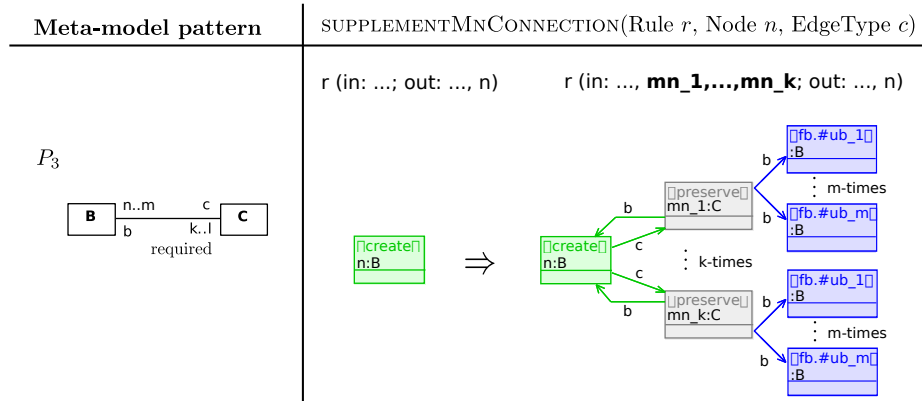 Meta-model pattern
SUPPLEMENTMNCONNECTION(Rule r, Node n, EdgeType c)
r (in: ...; out: ..., n)
r (in: ..., mn_1,...,mn_k; out: ..., n)
P3
B
n..m
b
c
k..l
C
required
▯create▯
n:B
⇒
▯create▯
n:B
b
c
c
b
▯preserve▯
mn_1:C
⋮ k-times
▯preserve▯
mn_k:C
b
▯fb.#ub_1▯
:B
⋮ m-times
b
▯fb.#ub_m▯
:B
b
▯fb.#ub_1▯
:B
⋮ m-times
b
▯fb.#ub_m▯
:B